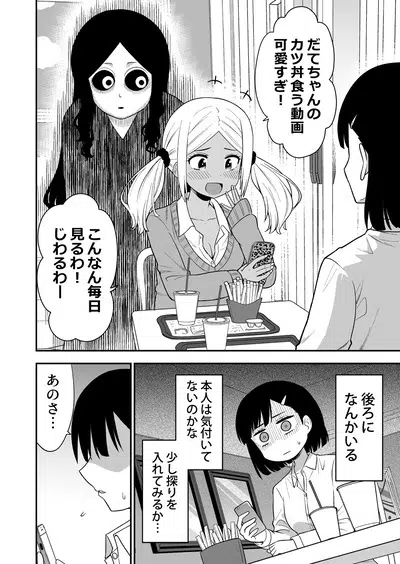 だてちゃんの
カツ丼食う動画
可愛すぎ！
こんなん毎日
見るわ！
じわるわー
後ろに
なんかいる
本人は気付いて
ないのかな
少し探りを
入れてみるか…
あのさ…